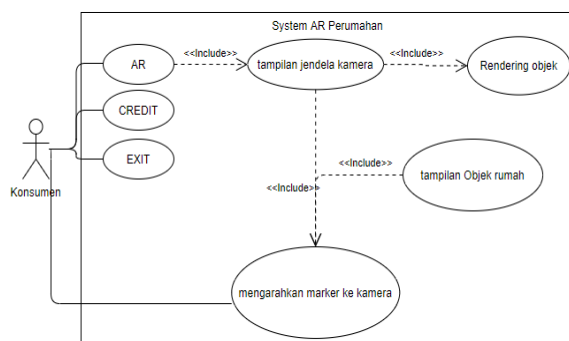 System AR Perumahan
<<Include>>
<<Include>>
AR
tampilan jendela kamera
Rendering objek
CREDIT
EXIT
Konsumen
<<Include>>
<<Include>>
tampilan Objek rumah
mengarahkan marker ke kamera